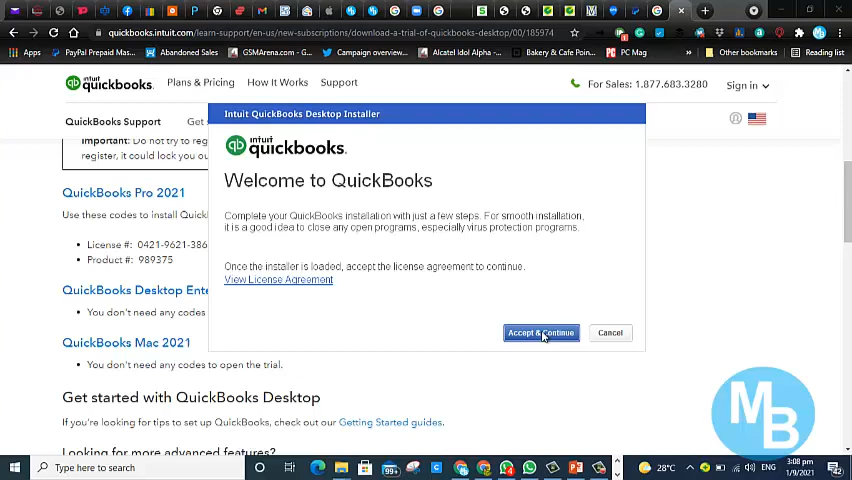 quickbooks.intuit.com/learn-support/en-us/new-subscriptions/download-a-trial-of-quickbooks-desktop/00/185974
Apps PayPal Prepaid Mas... Abandoned Sales GSMArena.com - GS... Campaign overview... Alcatel Idol Alpha -... Bakery & Cafe Poin... PC Mag Other bookmarks Reading list
intuit quickbooks. Plans & Pricing How It Works Support For Sales: 1.877.683.3280 Sign in
QuickBooks Support Get s
Intuit QuickBooks Desktop Installer
intuit quickbooks.
Important: Do not try to re
register, it could lock you ou
Welcome to QuickBooks
QuickBooks Pro 2021
Use these codes to install Quick
Complete your QuickBooks installation with just a few steps. For smooth installation,
it is a good idea to close any open programs, especially virus protection programs.
License #: 0421-9621-386
Product #: 989375
Once the installer is loaded, accept the license agreement to continue.
View License Agreement
QuickBooks Desktop Ente
You don't need any codes
Accept & Continue Cancel
QuickBooks Mac 2021
You don't need any codes to open the trial.
Get started with QuickBooks Desktop
If you're looking for tips to set up QuickBooks, check out our Getting Started guides.
Looking for more advanced features?
MB
Type here to search
99+
4
28°C ENG
3:08 pm
1/9/2021
42